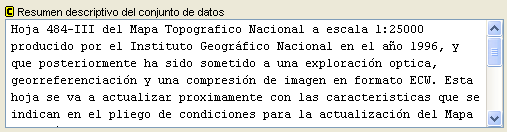 C Resumen descriptivo del conjunto de datos
Hoja 484-III del Mapa Topografico Nacional a escala 1:25000
producido por el Instituto Geográfico Nacional en el año 1996, y
que posteriormente ha sido sometido a una exploración optica,
georreferenciación y una compresión de imagen en formato ECW. Esta
hoja se va a actualizar proximamente con las caracteristicas que se
indican en el pliego de condiciones para la actualización del Mapa